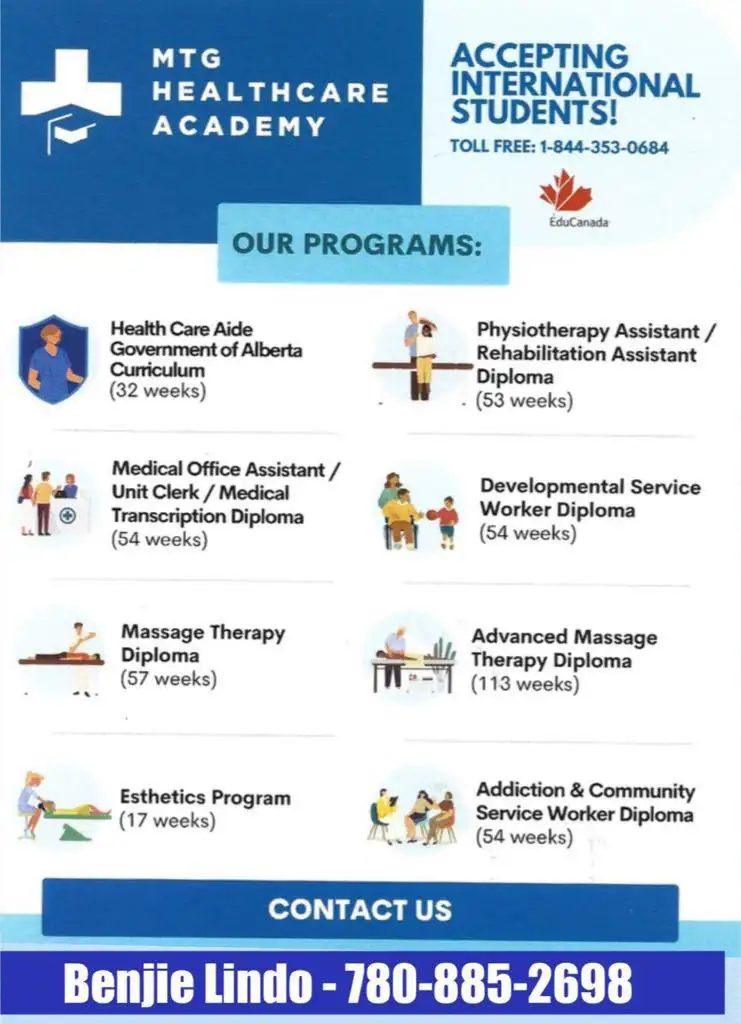 MTG
HEALTHCARE
ACADEMY
ACCEPTING
INTERNATIONAL
STUDENTS!
TOLL FREE: 1-844-353-0684
ÉduCanada
OUR PROGRAMS:
Health Care Aide
Government of Alberta
Curriculum
(32 weeks)
Physiotherapy Assistant /
Rehabilitation Assistant
Diploma
(53 weeks)
Medical Office Assistant /
Unit Clerk / Medical
Transcription Diploma
(54 weeks)
Developmental Service
Worker Diploma
(54 weeks)
Massage Therapy
Diploma
(57 weeks)
Advanced Massage
Therapy Diploma
(113 weeks)
Esthetics Program
(17 weeks)
Addiction & Community
Service Worker Diploma
(54 weeks)
CONTACT US
Benjie Lindo - 780-885-2698